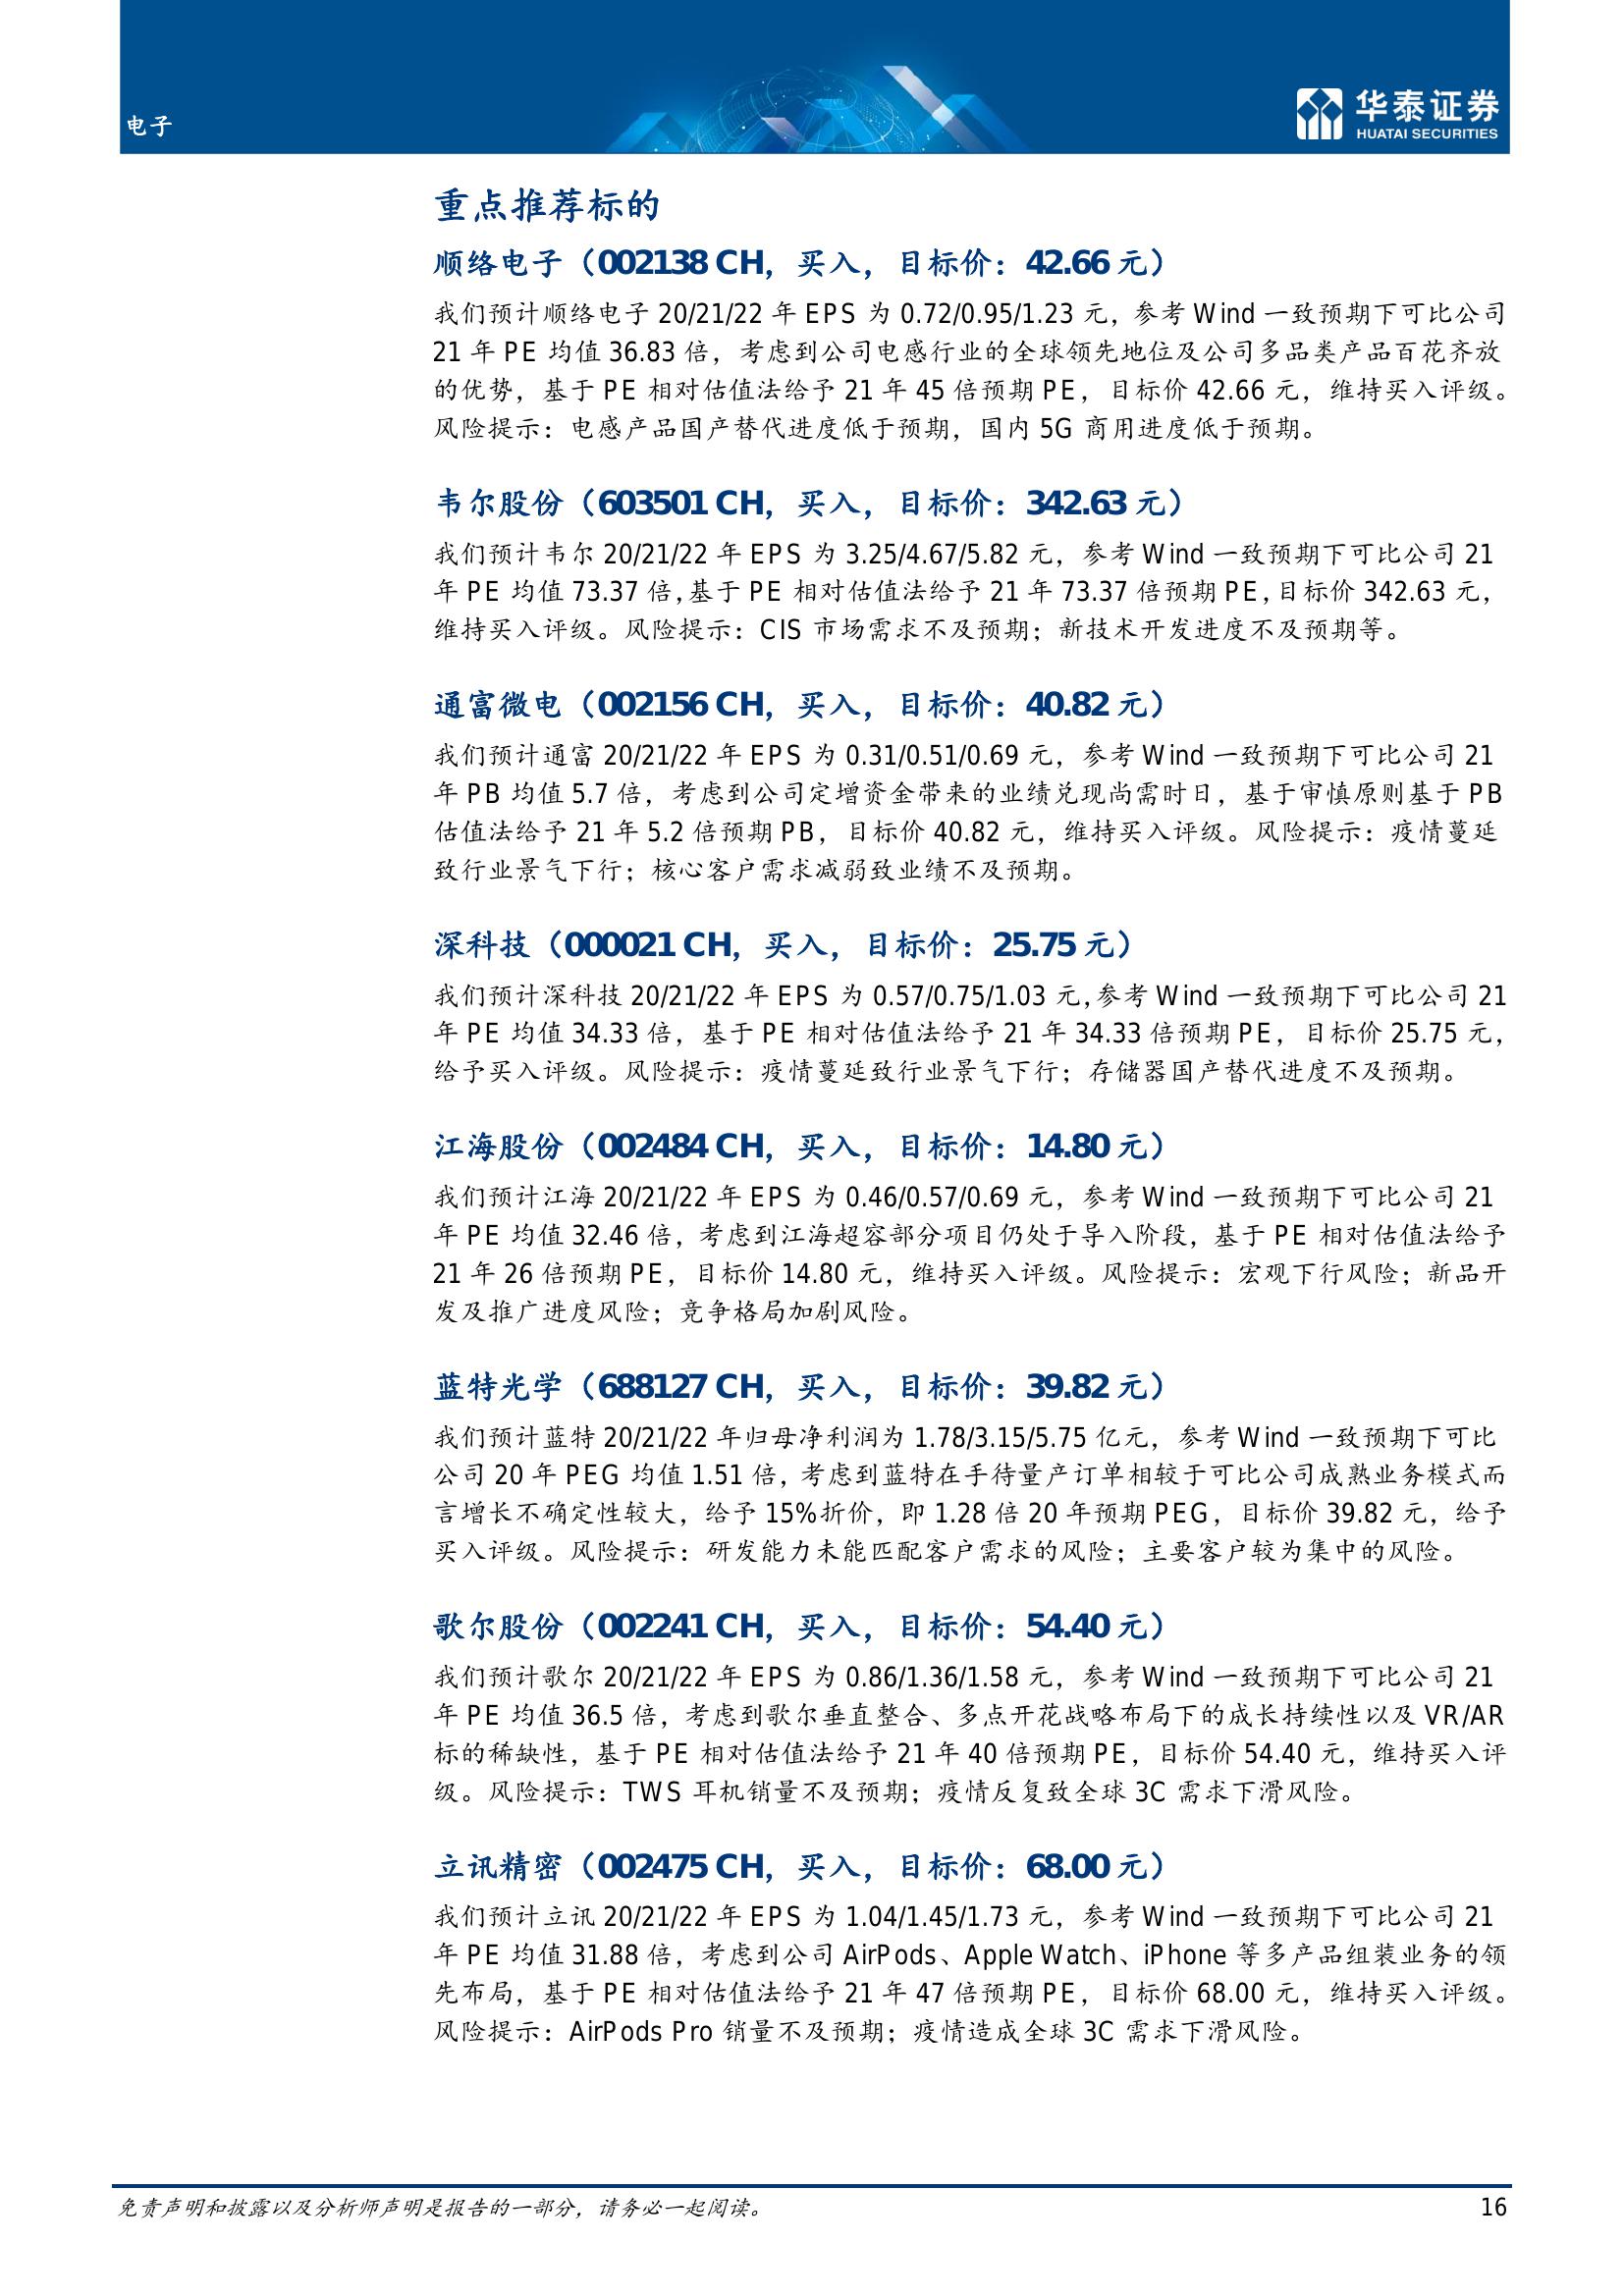 电子
华泰证券
HUATAI SECURITIES
重点推荐标的
顺络电子（002138 CH，买入，目标价：42.66 元）
我们预计顺络电子 20/21/22 年 EPS 为 0.72/0.95/1.23 元，参考 Wind 一致预期下可比公司
21 年 PE 均值 36.83 倍，考虑到公司电感行业的全球领先地位及公司多品类产品百花齐放
的优势，基于 PE 相对估值法给予 21 年 45 倍预期 PE，目标价 42.66 元，维持买入评级。
风险提示：电感产品国产替代进度低于预期，国内 5G 商用进度低于预期。
韦尔股份（603501 CH，买入，目标价：342.63 元）
我们预计韦尔 20/21/22 年 EPS 为 3.25/4.67/5.82 元，参考 Wind 一致预期下可比公司 21
年 PE 均值 73.37 倍，基于 PE 相对估值法给予 21 年 73.37 倍预期 PE，目标价 342.63 元，
维持买入评级。风险提示：CIS 市场需求不及预期；新技术开发进度不及预期等。
通富微电（002156 CH，买入，目标价：40.82 元）
我们预计通富 20/21/22 年 EPS 为 0.31/0.51/0.69 元，参考 Wind 一致预期下可比公司 21
年 PB 均值 5.7 倍，考虑到公司定增资金带来的业绩兑现尚需时日，基于审慎原则基于 PB
估值法给予 21 年 5.2 倍预期 PB，目标价 40.82 元，维持买入评级。风险提示：疫情蔓延
致行业景气下行；核心客户需求减弱致业绩不及预期。
深科技（000021 CH，买入，目标价：25.75 元）
我们预计深科技 20/21/22 年 EPS 为 0.57/0.75/1.03 元，参考 Wind 一致预期下可比公司 21
年 PE 均值 34.33 倍，基于 PE 相对估值法给予 21 年 34.33 倍预期 PE，目标价 25.75 元，
给予买入评级。风险提示：疫情蔓延致行业景气下行；存储器国产替代进度不及预期。
江海股份（002484 CH，买入，目标价：14.80 元）
我们预计江海 20/21/22 年 EPS 为 0.46/0.57/0.69 元，参考 Wind 一致预期下可比公司 21
年 PE 均值 32.46 倍，考虑到江海超容部分项目仍处于导入阶段，基于 PE 相对估值法给予
21 年 26 倍预期 PE，目标价 14.80 元，维持买入评级。风险提示：宏观下行风险；新品开
发及推广进度风险；竞争格局加剧风险。
蓝特光学（688127 CH，买入，目标价：39.82 元）
我们预计蓝特 20/21/22 年归母净利润为 1.78/3.15/5.75 亿元，参考 Wind 一致预期下可比
公司 20 年 PEG 均值 1.51 倍，考虑到蓝特在手待量产订单相较于可比公司成熟业务模式而
言增长不确定性较大，给予 15%折价，即 1.28 倍 20 年预期 PEG，目标价 39.82 元，给予
买入评级。风险提示：研发能力未能匹配客户需求的风险；主要客户较为集中的风险。
歌尔股份（002241 CH，买入，目标价：54.40 元）
我们预计歌尔 20/21/22 年 EPS 为 0.86/1.36/1.58 元，参考 Wind 一致预期下可比公司 21
年 PE 均值 36.5 倍，考虑到歌尔垂直整合、多点开花战略布局下的成长持续性以及 VR/AR
标的稀缺性，基于 PE 相对估值法给予 21 年 40 倍预期 PE，目标价 54.40 元，维持买入评
级。风险提示：TWS 耳机销量不及预期；疫情反复致全球 3C 需求下滑风险。
立讯精密（002475 CH，买入，目标价：68.00 元）
我们预计立讯 20/21/22 年 EPS 为 1.04/1.45/1.73 元，参考 Wind 一致预期下可比公司 21
年 PE 均值 31.88 倍，考虑到公司 AirPods、Apple Watch、iPhone 等多产品组装业务的领
先布局，基于 PE 相对估值法给予 21 年 47 倍预期 PE，目标价 68.00 元，维持买入评级。
风险提示：AirPods Pro 销量不及预期；疫情造成全球 3C 需求下滑风险。
免责声明和披露以及分析师声明是报告的一部分，请务必一起阅读。
16